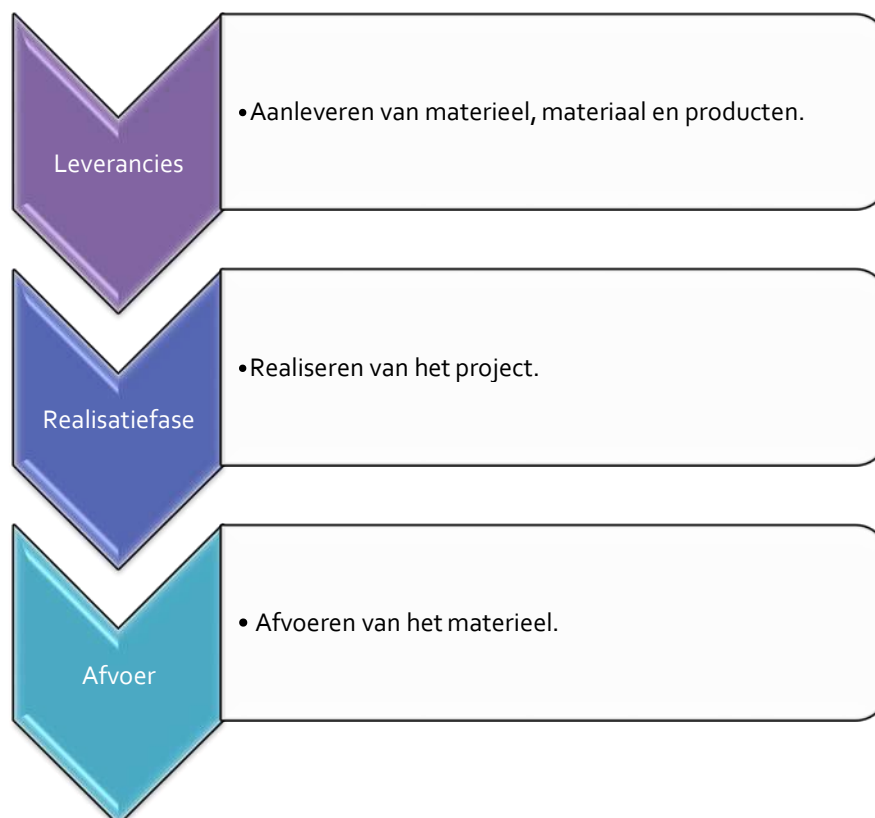 Leverancies
•Aanleveren van materieel, materiaal en producten.
Realisatiefase
•Realiseren van het project.
Afvoer
• Afvoeren van het materieel.